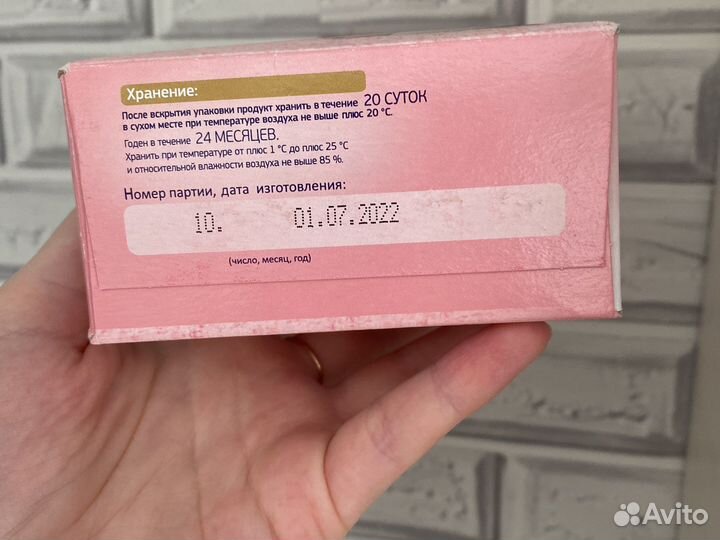 Хранение:
После вскрытия упаковки продукт хранить в течение 20 СУТОК
в сухом месте при температуре воздуха не выше плюс 20 °С.
Годен в течение 24 МЕСЯЦЕВ.
Хранить при температуре от плюс 1 °С до плюс 25 °С
и относительной влажности воздуха не выше 85 %.
Номер партии, дата изготовления:
10. 01.07.2022
(число, месяц, год)
Avito